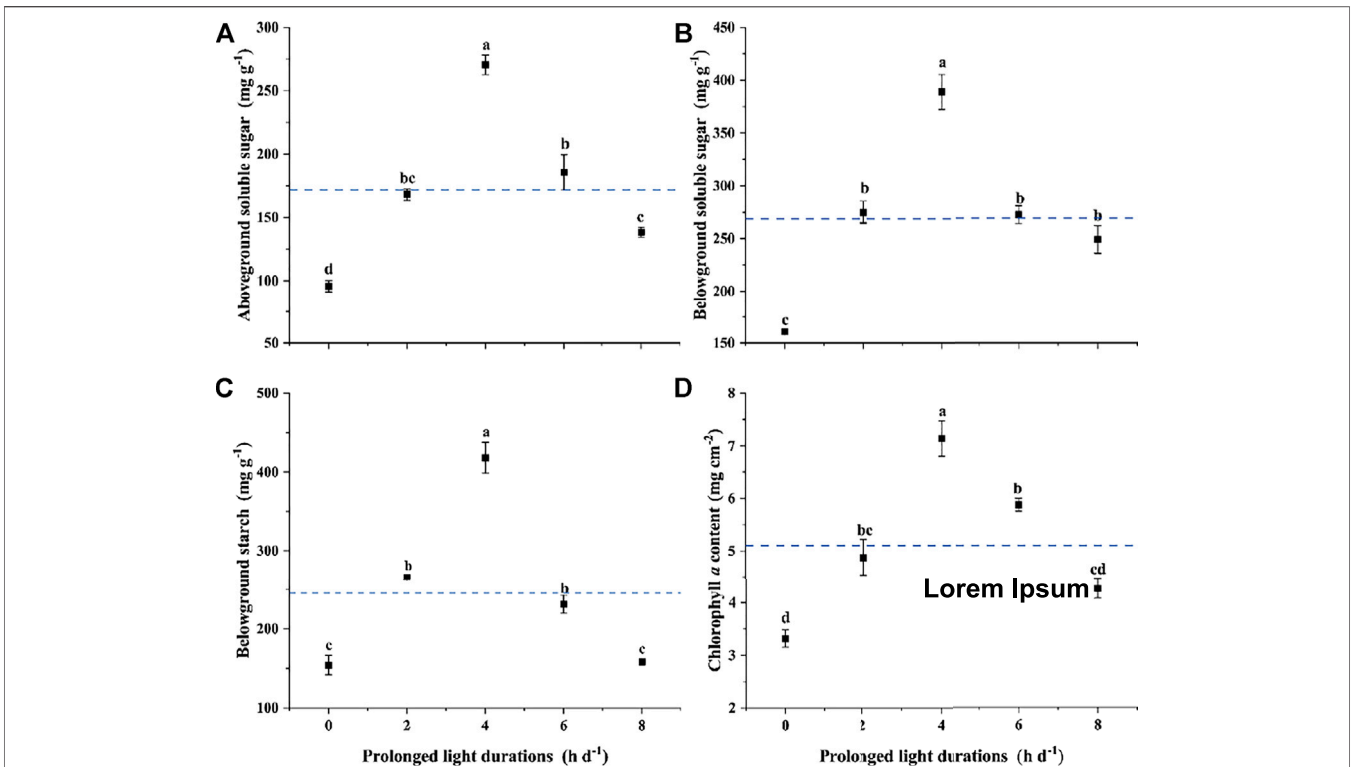 A
Aboveground soluble sugar (mg g⁻¹)
300
250
200
150
100
50
d
bc
a
b
c
B
Belowground soluble sugar (mg g⁻¹)
450
400
350
300
250
200
150
c
b
a
b
b
C
Belowground starch (mg g⁻¹)
500
400
300
200
100
c
b
a
b
c
0 2 4 6 8
Prolonged light durations (h d⁻¹)
D
Chlorophyll a content (mg cm⁻²)
8
7
6
5
4
3
2
d
bc
a
b
cd
Lorem Ipsum
0 2 4 6 8
Prolonged light durations (h d⁻¹)